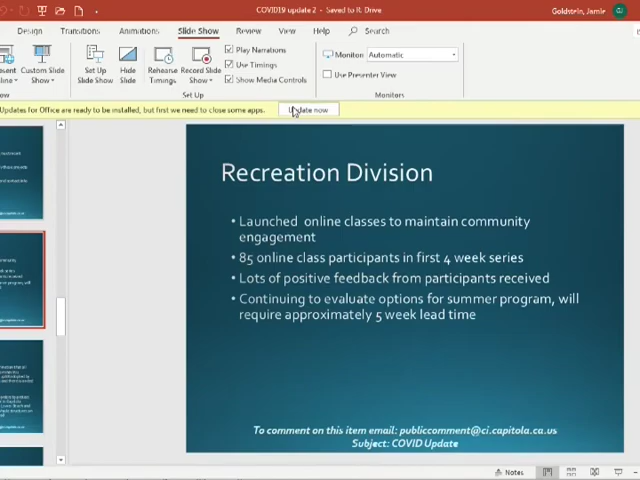 COVID19 update 2 - Saved to R: Drive
Goldstein, Jamie
Design Transitions Animations Slide Show Review View Help Search
Custom Slide Show
Set Up Slide Show
Hide Slide
Rehearse Timings
Record Slide Show
Play Narrations
Use Timings
Show Media Controls
Set Up
Monitor: Automatic
Use Presenter View
Monitors
Updates for Office are ready to be installed, but first we need to close some apps.
Update now
Recreation Division
• Launched online classes to maintain community
engagement
• 85 online class participants in first 4 week series
• Lots of positive feedback from participants received
• Continuing to evaluate options for summer program, will
require approximately 5 week lead time
To comment on this item email: publiccomment@ci.capitola.ca.us
Subject: COVID Update
Notes